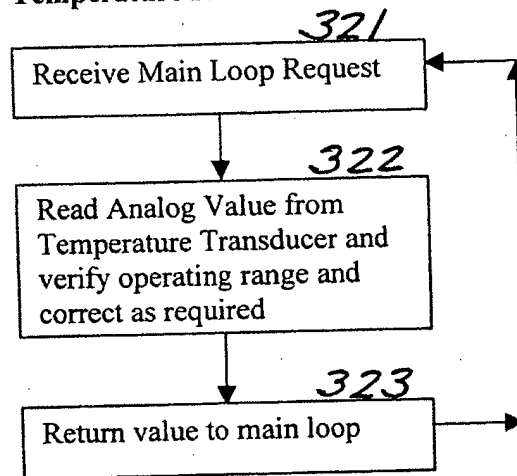 Temperature
321
Receive Main Loop Request
322
Read Analog Value from
Temperature Transducer and
verify operating range and
correct as required
323
Return value to main loop